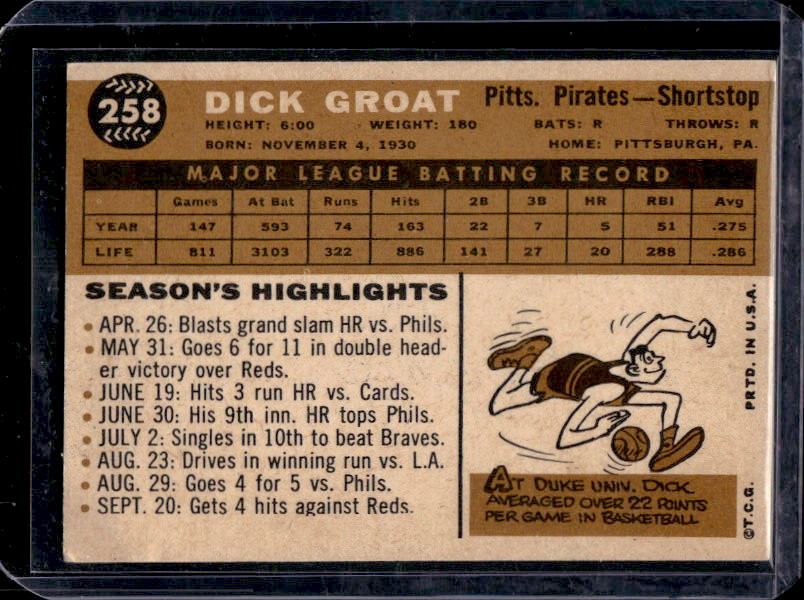 258
DICK GROAT Pitts. Pirates—Shortstop
HEIGHT: 6:00 WEIGHT: 180 BATS: R THROWS: R
BORN: NOVEMBER 4, 1930 HOME: PITTSBURGH, PA.
MAJOR LEAGUE BATTING RECORD
Games At Bat Runs Hits 2B 3B HR RBI Avg
YEAR 147 593 74 163 22 7 5 51 .275
LIFE 811 3103 322 886 141 27 20 288 .286
SEASON'S HIGHLIGHTS
• APR. 26: Blasts grand slam HR vs. Phils.
• MAY 31: Goes 6 for 11 in double head-
er victory over Reds.
• JUNE 19: Hits 3 run HR vs. Cards.
• JUNE 30: His 9th inn. HR tops Phils.
• JULY 2: Singles in 10th to beat Braves.
• AUG. 23: Drives in winning run vs. L.A.
• AUG. 29: Goes 4 for 5 vs. Phils.
• SEPT. 20: Gets 4 hits against Reds.
AT DUKE UNIV. DICK
AVERAGED OVER 22 POINTS
PER GAME IN BASKETBALL
©T.C.G. PRTD. IN U.S.A.